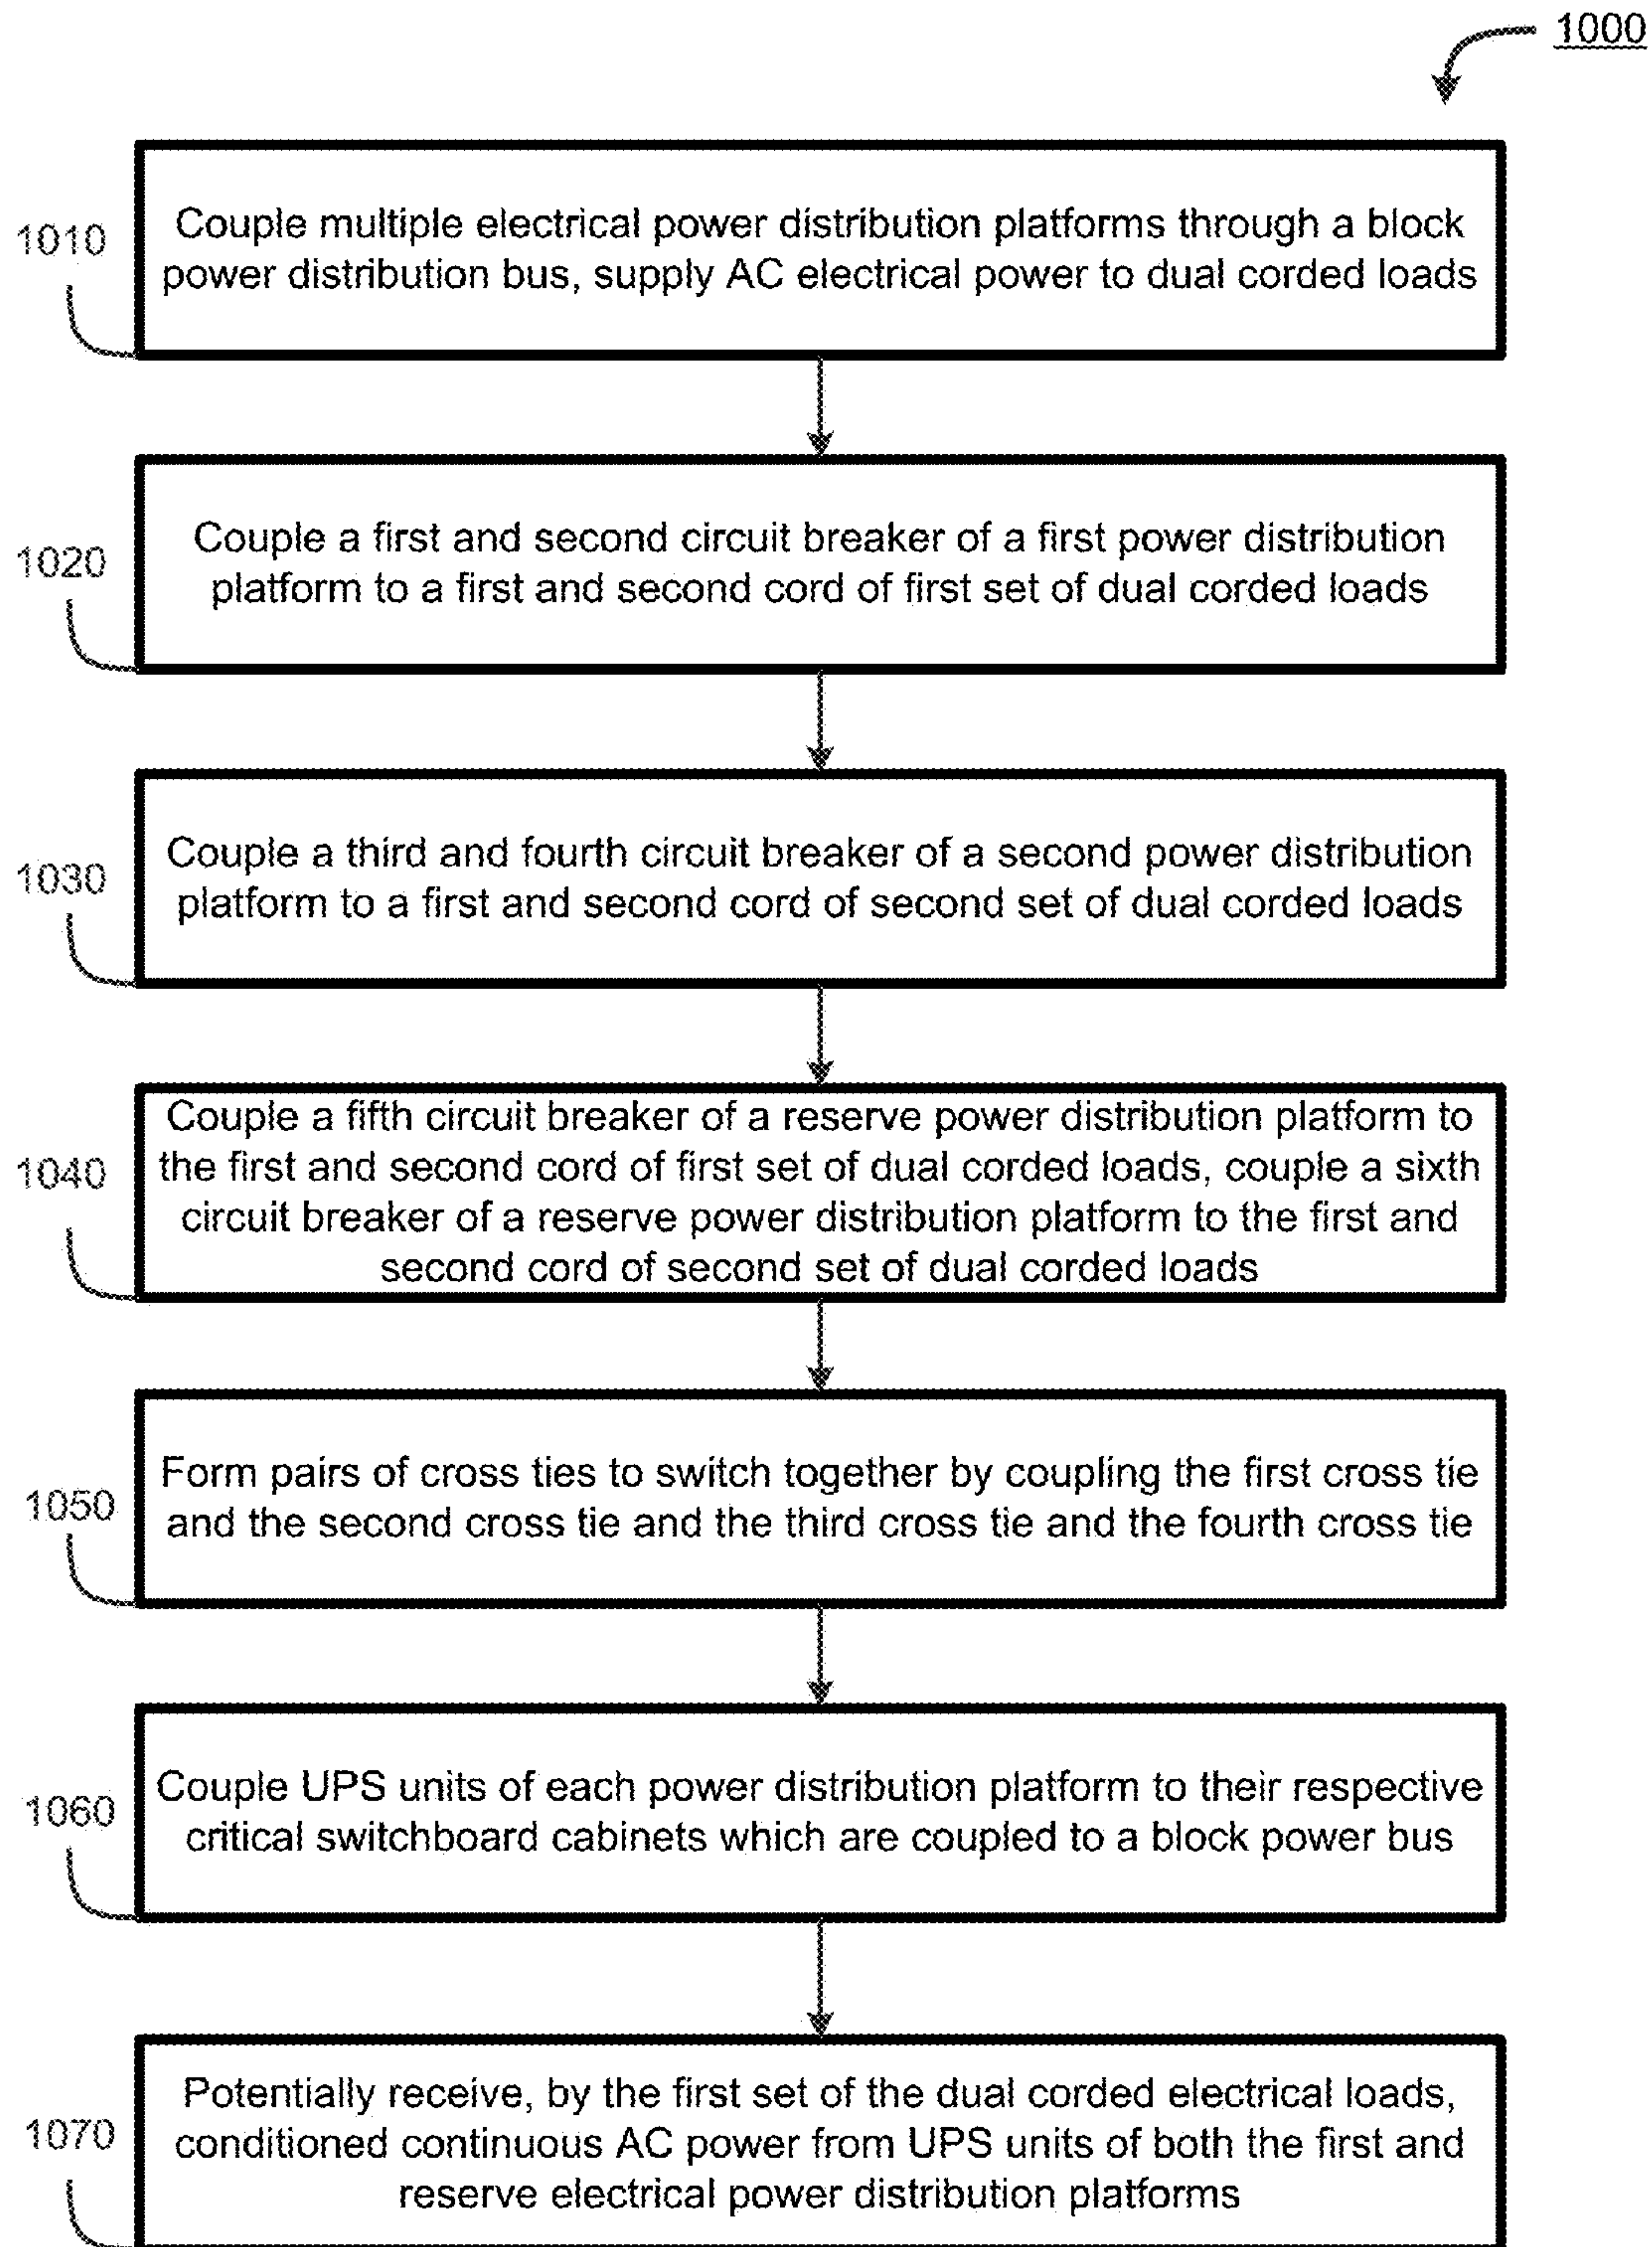 1000
1010
Couple multiple electrical power distribution platforms through a block
power distribution bus, supply AC electrical power to dual corded loads
1020
Couple a first and second circuit breaker of a first power distribution
platform to a first and second cord of first set of dual corded loads
1030
Couple a third and fourth circuit breaker of a second power distribution
platform to a first and second cord of second set of dual corded loads
1040
Couple a fifth circuit breaker of a reserve power distribution platform to
the first and second cord of first set of dual corded loads, couple a sixth
circuit breaker of a reserve power distribution platform to the first and
second cord of second set of dual corded loads
1050
Form pairs of cross ties to switch together by coupling the first cross tie
and the second cross tie and the third cross tie and the fourth cross tie
1060
Couple UPS units of each power distribution platform to their respective
critical switchboard cabinets which are coupled to a block power bus
1070
Potentially receive, by the first set of the dual corded electrical loads,
conditioned continuous AC power from UPS units of both the first and
reserve electrical power distribution platforms